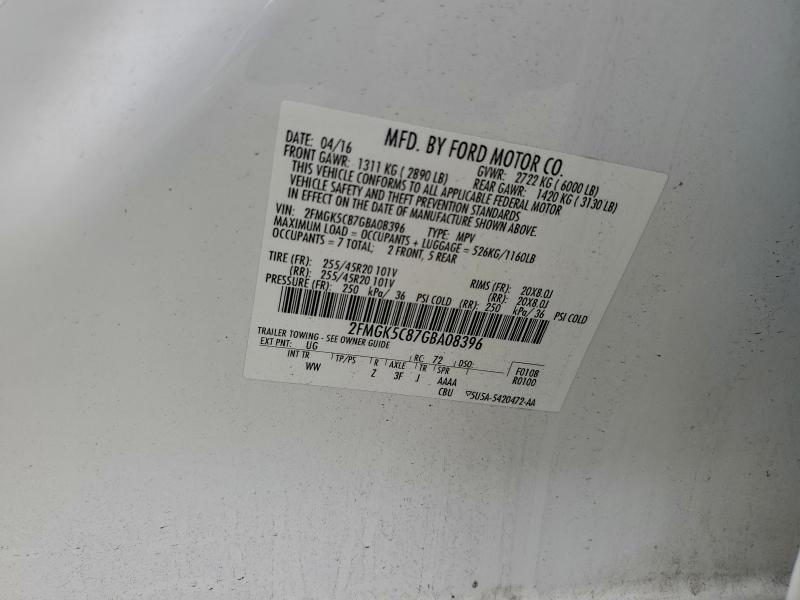 MFD. BY FORD MOTOR CO.
DATE: 04/16 GVWR: 2722 KG ( 6000 LB)
FRONT GAWR: 1311 KG ( 2890 LB) REAR GAWR: 1420 KG ( 3130 LB)
THIS VEHICLE CONFORMS TO ALL APPLICABLE FEDERAL MOTOR
VEHICLE SAFETY AND THEFT PREVENTION STANDARDS
IN EFFECT ON THE DATE OF MANUFACTURE SHOWN ABOVE.
VIN: 2FMGK5C87GBA08396 TYPE: MPV
MAXIMUM LOAD = OCCUPANTS + LUGGAGE = 526KG/1160LB
OCCUPANTS = 7 TOTAL; 2 FRONT, 5 REAR
TIRE (FR): 255/45R20 101V RIMS (FR): 20X8.0J
(RR): 255/45R20 101V (RR): 20X8.0J
PRESSURE (FR): 250 kPa/ 36 PSI COLD (RR): 250 kPa/ 36 PSI COLD
2FMGK5C87GBA08396
TRAILER TOWING - SEE OWNER GUIDE
EXT PNT: UG RC: 72 DSO: F0108
INT TR TP/PS R AXLE TR SPR R0100
WW Z 3F J AAAA
CBU 5U5A-5420472-AA